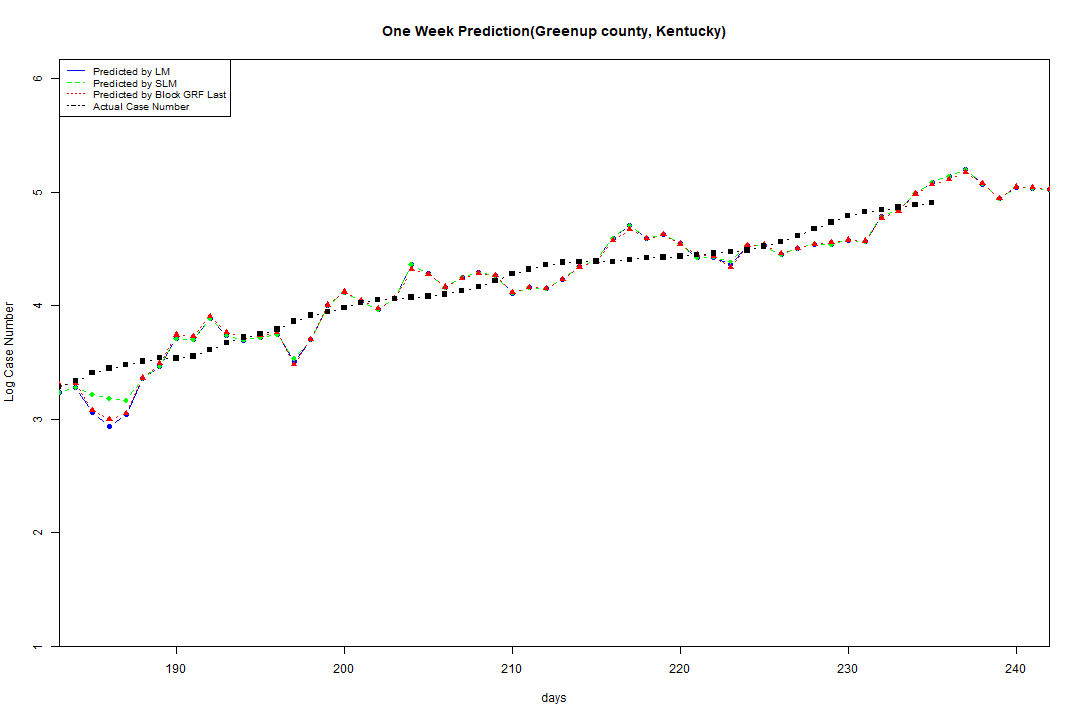 One Week Prediction(Greenup county, Kentucky)
Predicted by LM
Predicted by SLM
Predicted by Block GRF Last
Actual Case Number
6
5
4
3
2
1
Log Case Number
190 200 210 220 230 240
days